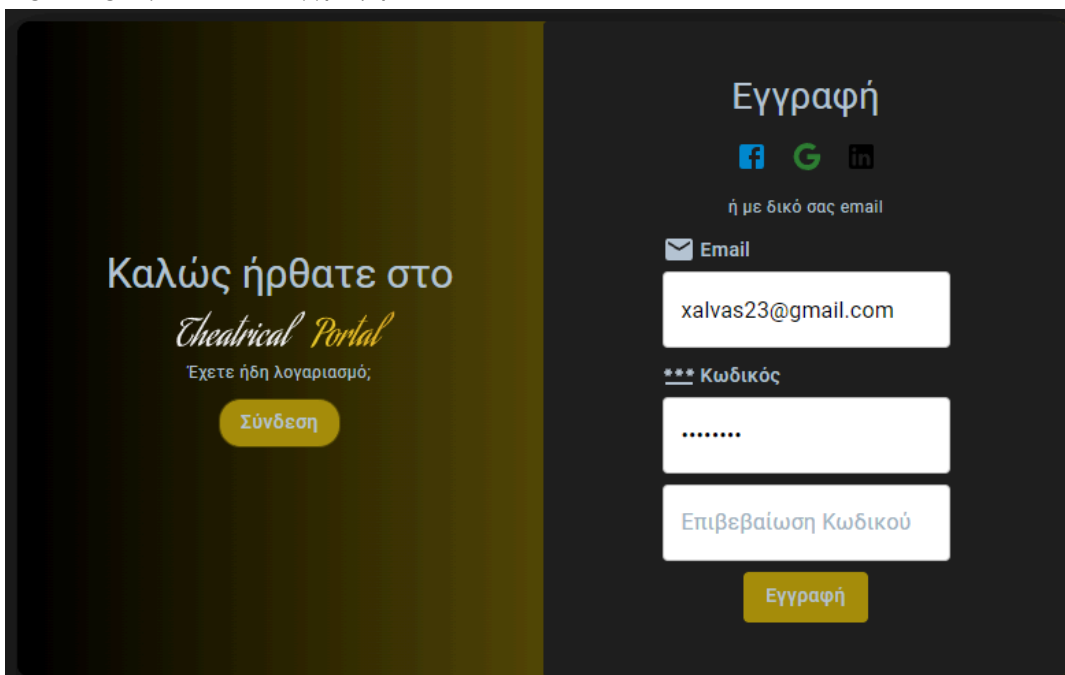 Καλώς ήρθατε στο
Theatrical Portal
Έχετε ήδη λογαριασμό;
Σύνδεση
Εγγραφή
ή με δικό σας email
Email
xalvas23@gmail.com
*** Κωδικός
••••••••
Επιβεβαίωση Κωδικού
Εγγραφή